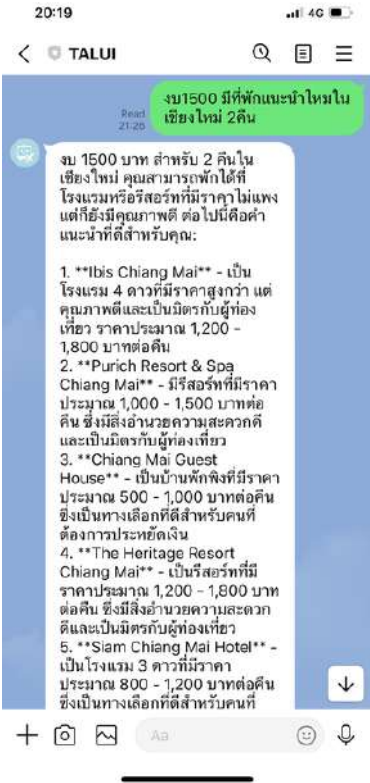 20:19
4G
TALUI
งบ1500 มีที่พักแนะนำไหมใน
เชียงใหม่ 2คืน
Read
21:26
งบ 1500 บาท สำหรับ 2 คืนใน
เชียงใหม่ คุณสามารถพักได้ที่
โรงแรมหรือรีสอร์ทที่มีราคาไม่แพง
แต่ก็ยังมีคุณภาพดี ต่อไปนี้คือคำ
แนะนำที่ดีสำหรับคุณ:
1. **Ibis Chiang Mai** - เป็น
โรงแรม 4 ดาวที่มีราคาสูงกว่า แต่
คุณภาพดีและเป็นมิตรกับผู้ท่อง
เที่ยว ราคาประมาณ 1,200 -
1,800 บาทต่อคืน
2. **Purich Resort & Spa
Chiang Mai** - มีรีสอร์ทที่มีราคา
ประมาณ 1,000 - 1,500 บาทต่อ
คืน ซึ่งมีสิ่งอำนวยความสะดวกดี
และเป็นมิตรกับผู้ท่องเที่ยว
3. **Chiang Mai Guest
House** - เป็นบ้านพักพิงที่มีราคา
ประมาณ 500 - 1,000 บาทต่อคืน
ซึ่งเป็นทางเลือกที่ดีสำหรับคนที่
ต้องการประหยัดเงิน
4. **The Heritage Resort
Chiang Mai** - เป็นรีสอร์ทที่มี
ราคาประมาณ 1,200 - 1,800 บาท
ต่อคืน ซึ่งมีสิ่งอำนวยความสะดวก
ดีและเป็นมิตรกับผู้ท่องเที่ยว
5. **Siam Chiang Mai Hotel** -
เป็นโรงแรม 3 ดาวที่มีราคา
ประมาณ 800 - 1,200 บาทต่อคืน
ซึ่งเป็นทางเลือกที่ดีสำหรับคนที่
Aa